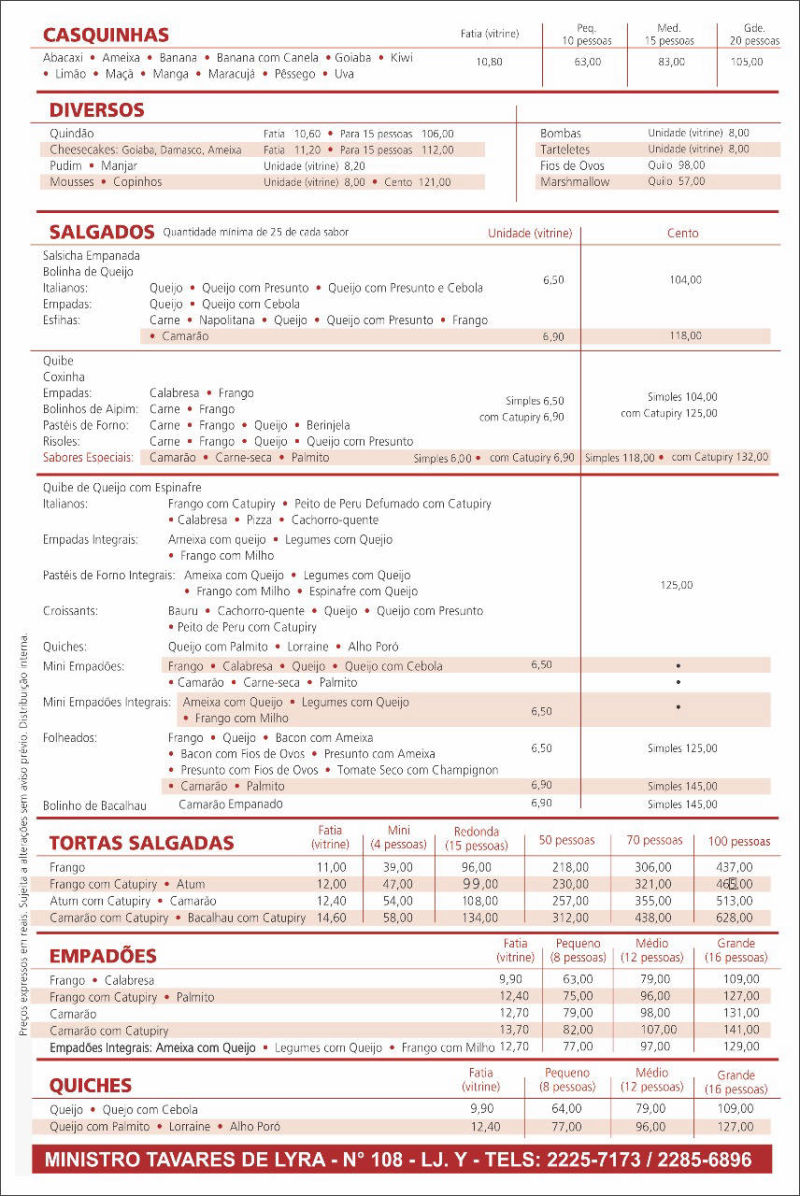 CASQUINHAS Fatia (vitrine) Peq. 10 pessoas Med. 15 pessoas Gde. 20 pessoas
Abacaxi • Ameixa • Banana • Banana com Canela • Goiaba • Kiwi
• Limão • Maçã • Manga • Maracujá • Pêssego • Uva 10,80 63,00 83,00 105,00
DIVERSOS
Quindão Fatia 10,60 • Para 15 pessoas 106,00 Bombas Unidade (vitrine) 8,00
Cheesecakes: Goiaba, Damasco, Ameixa Fatia 11,20 • Para 15 pessoas 112,00 Tarteletes Unidade (vitrine) 8,00
Pudim • Manjar Unidade (vitrine) 8,20 Fios de Ovos Quilo 98,00
Mousses • Copinhos Unidade (vitrine) 8,00 • Cento 121,00 Marshmallow Quilo 57,00
SALGADOS Quantidade mínima de 25 de cada sabor Unidade (vitrine) Cento
Salsicha Empanada
Bolinha de Queijo
6,50 104,00
Italianos: Queijo • Queijo com Presunto • Queijo com Presunto e Cebola
Empadas: Queijo • Queijo com Cebola
Esfihas: Carne • Napolitana • Queijo • Queijo com Presunto • Frango
• Camarão 6,90 118,00
Quibe
Coxinha
Empadas: Calabresa • Frango
Simples 6,50 Simples 104,00
Bolinhos de Aipim: Carne • Frango
com Catupiry 6,90 com Catupiry 125,00
Pastéis de Forno: Carne • Frango • Queijo • Berinjela
Risoles: Carne • Frango • Queijo • Queijo com Presunto
Sabores Especiais: Camarão • Carne-seca • Palmito Simples 6,00 • com Catupiry 6,90 Simples 118,00 • com Catupiry 132,00
Quibe de Queijo com Espinafre
Italianos: Frango com Catupiry • Peito de Peru Defumado com Catupiry
• Calabresa • Pizza • Cachorro-quente
Empadas Integrais: Ameixa com queijo • Legumes com Quejio
• Frango com Milho
Pastéis de Forno Integrais: Ameixa com Queijo • Legumes com Queijo
125,00
• Frango com Milho • Espinafre com Queijo
Croissants: Bauru • Cachorro-quente • Queijo • Queijo com Presunto
• Peito de Peru com Catupiry
Quiches: Queijo com Palmito • Lorraine • Alho Poró
Mini Empadões: Frango • Calabresa • Queijo • Queijo com Cebola 6,50 •
• Camarão • Carne-seca • Palmito •
Mini Empadões Integrais: Ameixa com Queijo • Legumes com Queijo •
• Frango com Milho 6,50
Folheados: Frango • Queijo • Bacon com Ameixa
• Bacon com Fios de Ovos • Presunto com Ameixa 6,50 Simples 125,00
• Presunto com Fios de Ovos • Tomate Seco com Champignon
• Camarão • Palmito 6,90 Simples 145,00
Bolinho de Bacalhau Camarão Empanado 6,90 Simples 145,00
TORTAS SALGADAS Fatia (vitrine) Mini (4 pessoas) Redonda (15 pessoas) 50 pessoas 70 pessoas 100 pessoas
Frango 11,00 39,00 96,00 218,00 306,00 437,00
Frango com Catupiry • Atum 12,00 47,00 99,00 230,00 321,00 465,00
Atum com Catupiry • Camarão 12,40 54,00 108,00 257,00 355,00 513,00
Camarão com Catupiry • Bacalhau com Catupiry 14,60 58,00 134,00 312,00 438,00 628,00
EMPADÕES Fatia (vitrine) Pequeno (8 pessoas) Médio (12 pessoas) Grande (16 pessoas)
Frango • Calabresa 9,90 63,00 79,00 109,00
Frango com Catupiry • Palmito 12,40 75,00 96,00 127,00
Camarão 12,70 79,00 98,00 131,00
Camarão com Catupiry 13,70 82,00 107,00 141,00
Empadões Integrais: Ameixa com Queijo • Legumes com Queijo • Frango com Milho 12,70 77,00 97,00 129,00
QUICHES Fatia (vitrine) Pequeno (8 pessoas) Médio (12 pessoas) Grande (16 pessoas)
Queijo • Quejo com Cebola 9,90 64,00 79,00 109,00
Queijo com Palmito • Lorraine • Alho Poró 12,40 77,00 96,00 127,00
MINISTRO TAVARES DE LYRA - N° 108 - LJ. Y - TELS: 2225-7173 / 2285-6896
Preços expressos em reais. Sujeita a alterações sem aviso prévio. Distribuição interna.